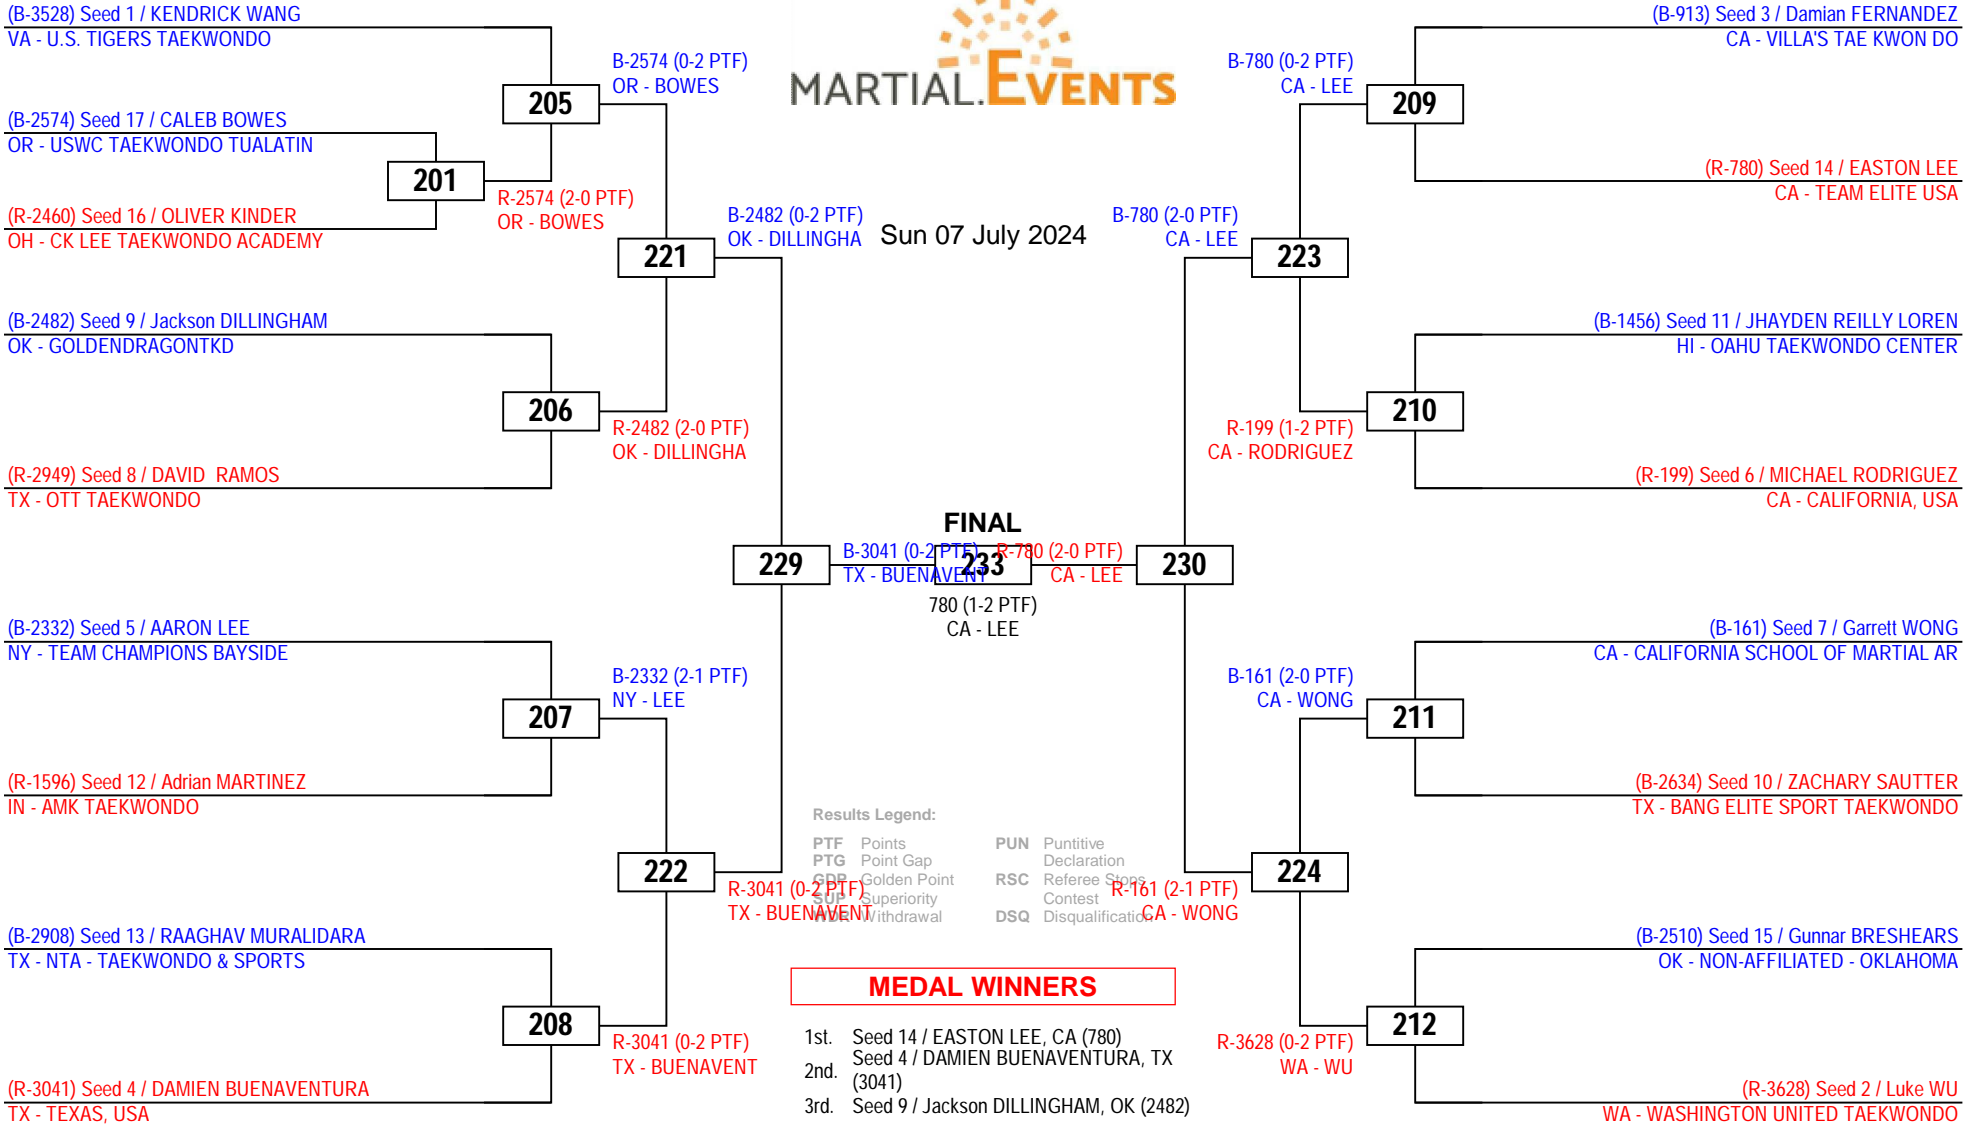 (B-3528) Seed 1 / KENDRICK WANG
VA - U.S. TIGERS TAEKWONDO
(B-2574) Seed 17 / CALEB BOWES
OR - USWC TAEKWONDO TUALATIN
(R-2460) Seed 16 / OLIVER KINDER
OH - CK LEE TAEKWONDO ACADEMY
(B-2482) Seed 9 / Jackson DILLINGHAM
OK - GOLDENDRAGONTKD
(R-2949) Seed 8 / DAVID  RAMOS
TX - OTT TAEKWONDO
(B-2332) Seed 5 / AARON LEE
NY - TEAM CHAMPIONS BAYSIDE
(R-1596) Seed 12 / Adrian MARTINEZ
IN - AMK TAEKWONDO
(B-2908) Seed 13 / RAAGHAV MURALIDARA
TX - NTA - TAEKWONDO & SPORTS
(R-3041) Seed 4 / DAMIEN BUENAVENTURA
TX - TEXAS, USA
201
R-2574 (2-0 PTF)
OR - BOWES
205
B-2574 (0-2 PTF)
OR - BOWES
206
R-2482 (2-0 PTF)
OK - DILLINGHA
207
B-2332 (2-1 PTF)
NY - LEE
208
R-3041 (0-2 PTF)
TX - BUENAVENT
221
B-2482 (0-2 PTF)
OK - DILLINGHA
222
R-3041 (0-2 PTF)
TX - BUENAVENT
229
B-3041 (0-2 PTF)
TX - BUENAVENT
MARTIAL.EVENTS
Sun 07 July 2024
FINAL
233
780 (1-2 PTF)
CA - LEE
R-780 (2-0 PTF)
CA - LEE
230
B-780 (2-0 PTF)
CA - LEE
223
R-161 (2-1 PTF)
CA - WONG
224
B-780 (0-2 PTF)
CA - LEE
209
R-199 (1-2 PTF)
CA - RODRIGUEZ
210
B-161 (2-0 PTF)
CA - WONG
211
R-3628 (0-2 PTF)
WA - WU
212
(B-913) Seed 3 / Damian FERNANDEZ
CA - VILLA'S TAE KWON DO
(R-780) Seed 14 / EASTON LEE
CA - TEAM ELITE USA
(B-1456) Seed 11 / JHAYDEN REILLY LOREN
HI - OAHU TAEKWONDO CENTER
(R-199) Seed 6 / MICHAEL RODRIGUEZ
CA - CALIFORNIA, USA
(B-161) Seed 7 / Garrett WONG
CA - CALIFORNIA SCHOOL OF MARTIAL AR
(B-2634) Seed 10 / ZACHARY SAUTTER
TX - BANG ELITE SPORT TAEKWONDO
(B-2510) Seed 15 / Gunnar BRESHEARS
OK - NON-AFFILIATED - OKLAHOMA
(R-3628) Seed 2 / Luke WU
WA - WASHINGTON UNITED TAEKWONDO
Results Legend:
PTF Points
PTG Point Gap
GDP Golden Point
SUP Superiority
WDR Withdrawal
PUN Puntitive
Declaration
RSC Referee Stops
Contest
DSQ Disqualification
MEDAL WINNERS
1st. Seed 14 / EASTON LEE, CA (780)
2nd. Seed 4 / DAMIEN BUENAVENTURA, TX
(3041)
3rd. Seed 9 / Jackson DILLINGHAM, OK (2482)